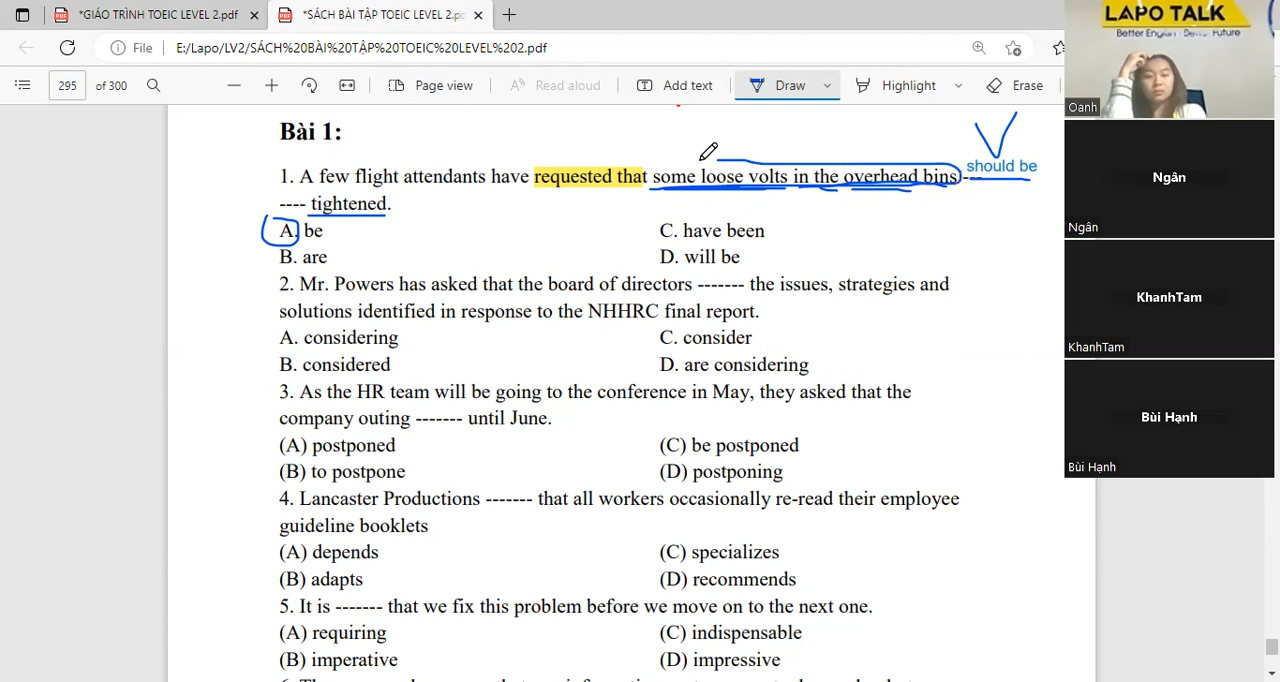 *GIÁO TRÌNH TOEIC LEVEL 2.pdf
*SÁCH BÀI TẬP TOEIC LEVEL 2.pd
File
E:/Lapo/LV2/SÁCH%20BÀI%20TẬP%20TOEIC%20LEVEL%202.pdf
295 of 300
Page view
Read aloud
Add text
Draw
Highlight
Erase
LAPO TALK
Oanh
Ngân
Ngân
KhanhTam
KhanhTam
Bùi Hạnh
Bùi Hạnh
Bài 1:
should be
1. A few flight attendants have requested that some loose volts in the overhead bins ---
---- tightened.
A. be
C. have been
B. are
D. will be
2. Mr. Powers has asked that the board of directors ------- the issues, strategies and
solutions identified in response to the NHHRC final report.
A. considering
C. consider
B. considered
D. are considering
3. As the HR team will be going to the conference in May, they asked that the
company outing ------- until June.
(A) postponed
(C) be postponed
(B) to postpone
(D) postponing
4. Lancaster Productions ------- that all workers occasionally re-read their employee
guideline booklets
(A) depends
(C) specializes
(B) adapts
(D) recommends
5. It is ------- that we fix this problem before we move on to the next one.
(A) requiring
(C) indispensable
(B) imperative
(D) impressive